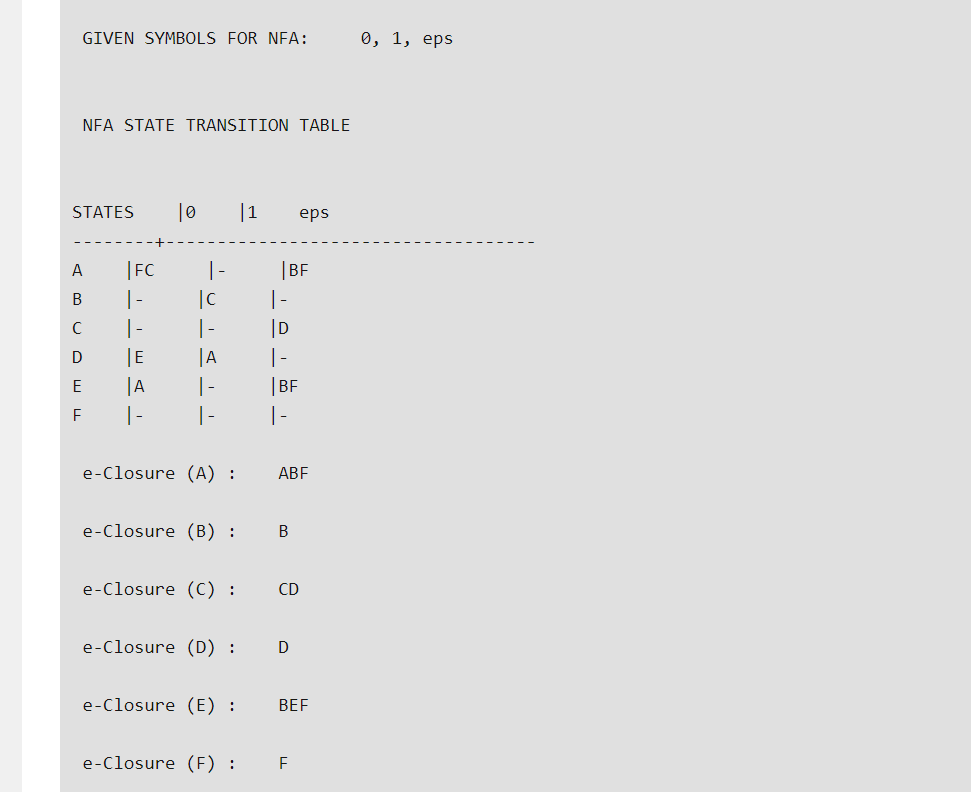 GIVEN SYMBOLS FOR NFA:     0, 1, eps
NFA STATE TRANSITION TABLE
STATES    |0    |1    eps
--------+------------------------------------
A    |FC     |-     |BF
B    |-     |C     |-
C    |-     |-     |D
D    |E     |A     |-
E    |A     |-     |BF
F    |-     |-     |-
e-Closure (A) :    ABF
e-Closure (B) :    B
e-Closure (C) :    CD
e-Closure (D) :    D
e-Closure (E) :    BEF
e-Closure (F) :    F